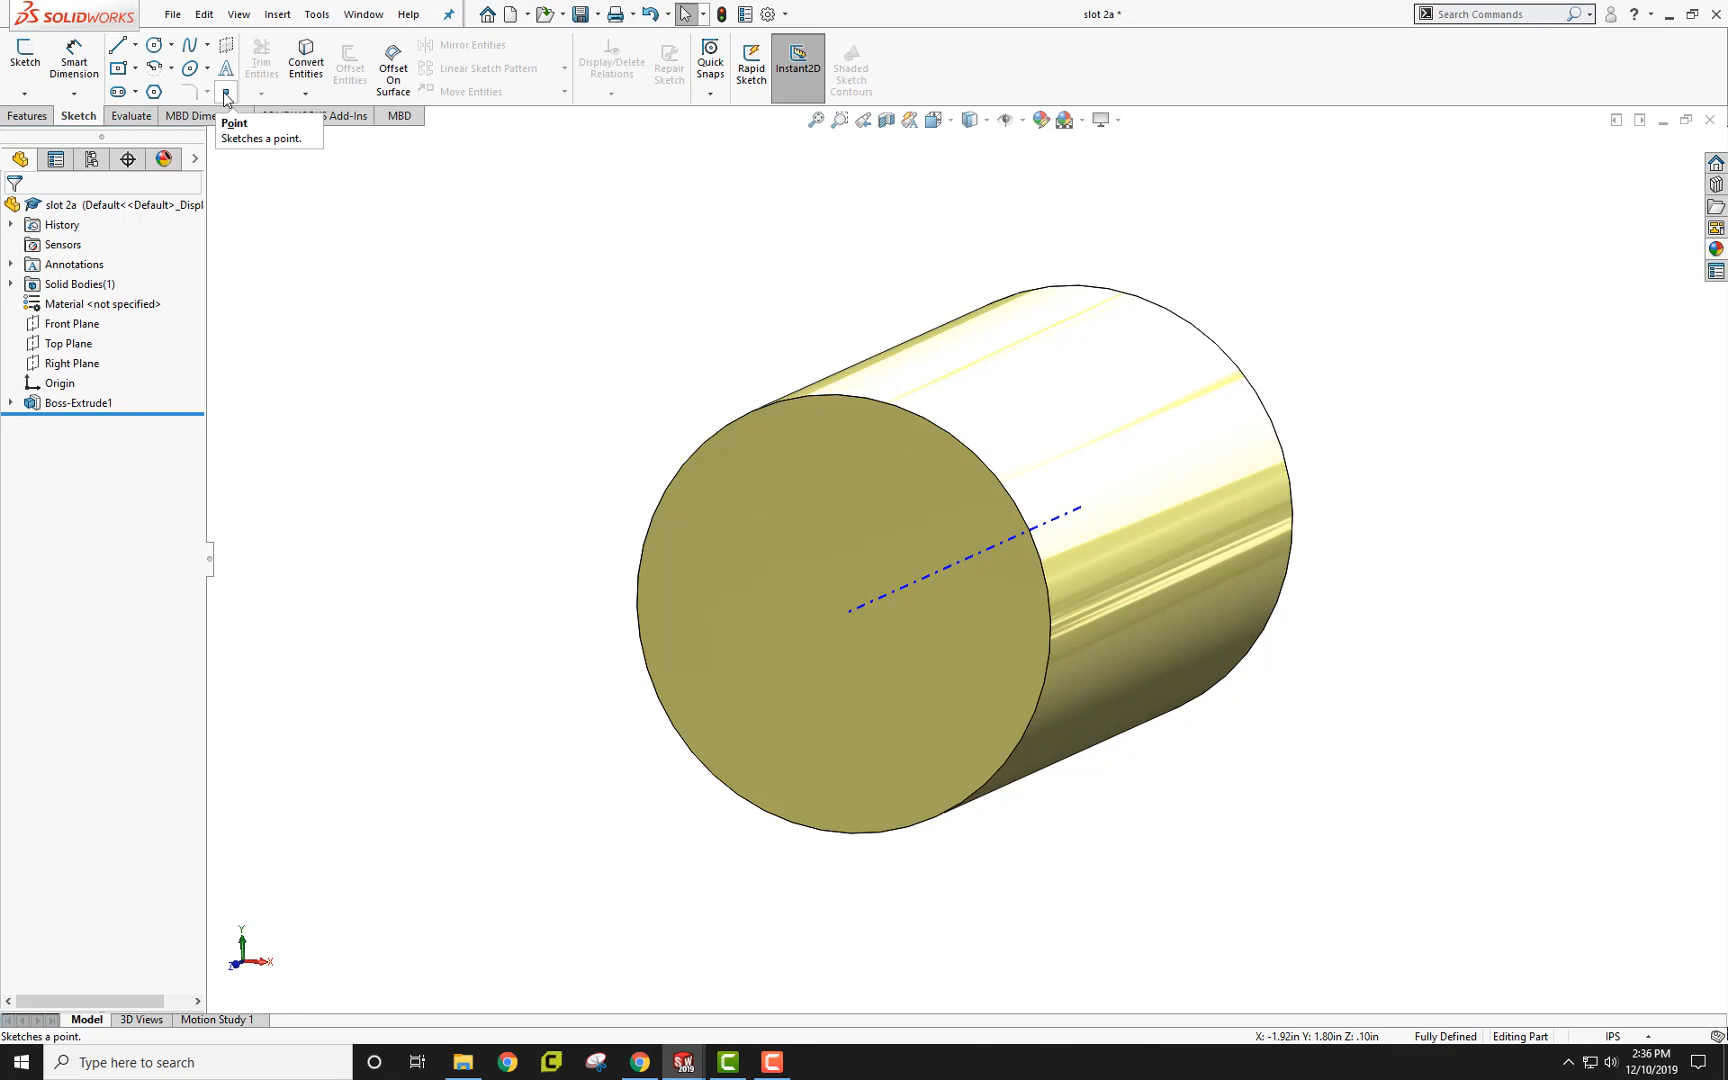 SOLIDWORKS
File Edit View Insert Tools Window Help
slot 2a *
Search Commands
Sketch
Smart Dimension
Trim Entities
Convert Entities
Offset Entities
Offset On Surface
Mirror Entities
Linear Sketch Pattern
Move Entities
Display/Delete Relations
Repair Sketch
Quick Snaps
Rapid Sketch
Instant2D
Shaded Sketch Contours
Features Sketch Evaluate MBD Dime SOLIDWORKS Add-Ins MBD
Point
Sketches a point.
slot 2a (Default<<Default>_Displ
History
Sensors
Annotations
Solid Bodies(1)
Material <not specified>
Front Plane
Top Plane
Right Plane
Origin
Boss-Extrude1
Y
X
Z
Model 3D Views Motion Study 1
Sketches a point.
X: -1.92in Y: 1.80in Z: .10in Fully Defined Editing Part IPS
Type here to search
SW 2019
2:36 PM
12/10/2019